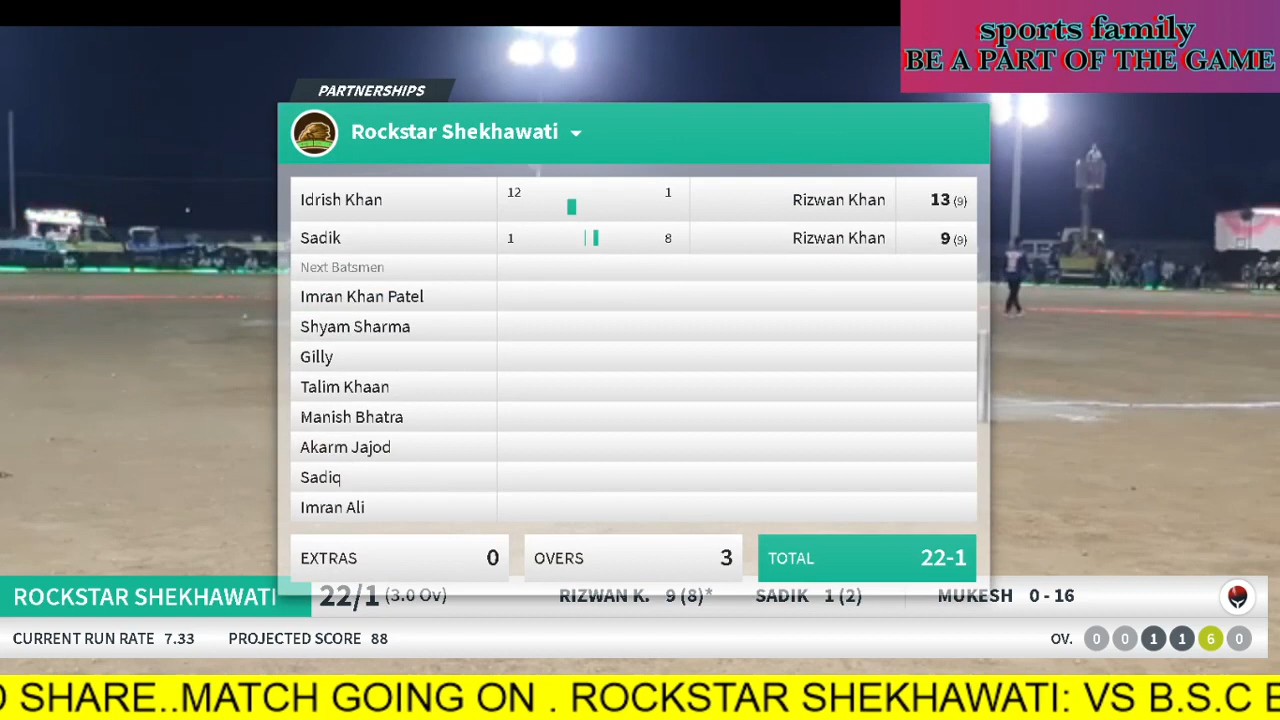 sports family
BE A PART OF THE GAME
PARTNERSHIPS
Rockstar Shekhawati
Idrish Khan 12 1 Rizwan Khan 13 (9)
Sadik 1 8 Rizwan Khan 9 (9)
Next Batsmen
Imran Khan Patel
Shyam Sharma
Gilly
Talim Khaan
Manish Bhatra
Akarm Jajod
Sadiq
Imran Ali
EXTRAS 0 OVERS 3 TOTAL 22-1
ROCKSTAR SHEKHAWATI 22/1 (3.0 Ov) RIZWAN K. 9 (8)* SADIK 1 (2) MUKESH 0 - 16
CURRENT RUN RATE 7.33 PROJECTED SCORE 88 OV. 0 0 1 1 6 0
SHARE..MATCH GOING ON . ROCKSTAR SHEKHAWATI: VS B.S.C